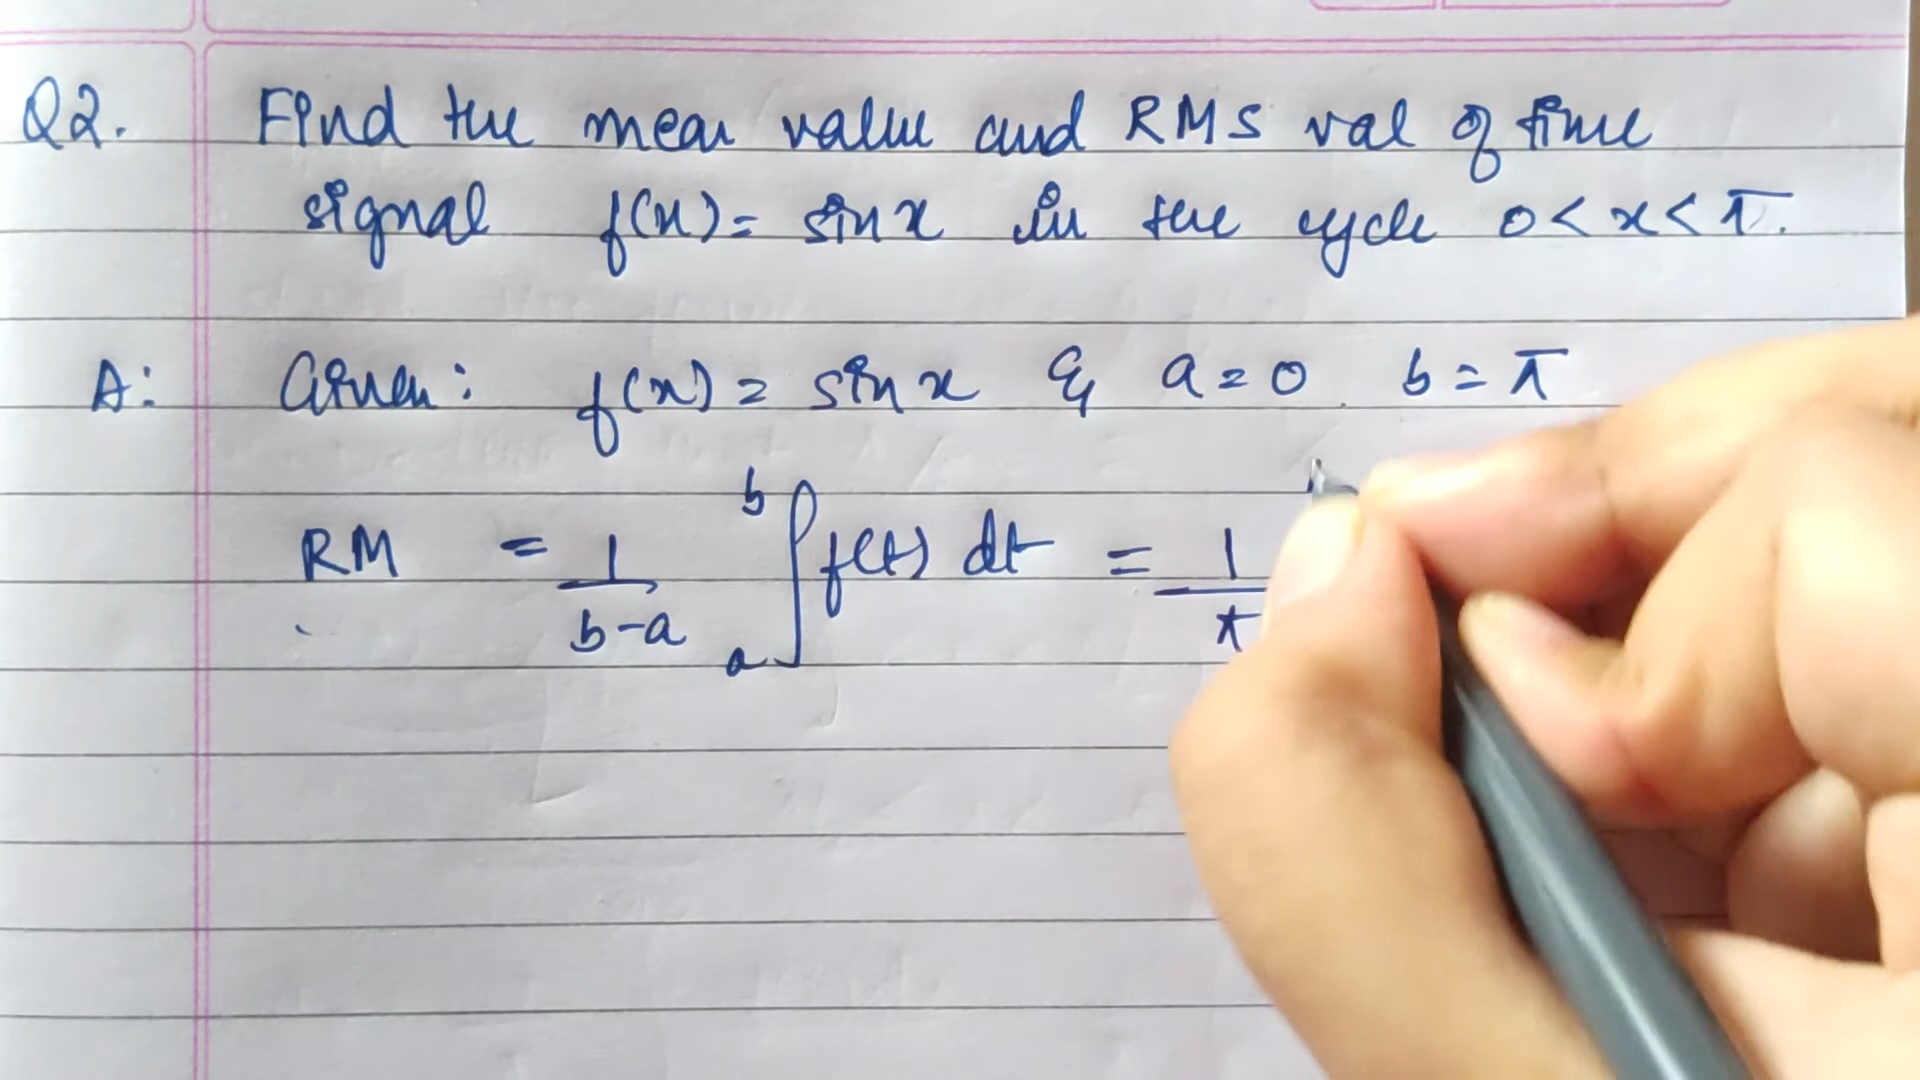 Q2. Find the mean value and RMS val of time
signal f(x) = sin x in the cycle 0 < x < π.
A: Given: f(x) = sin x & a = 0. b = π
RM = 1/(b-a) ∫_a^b f(t) dt = 1/π